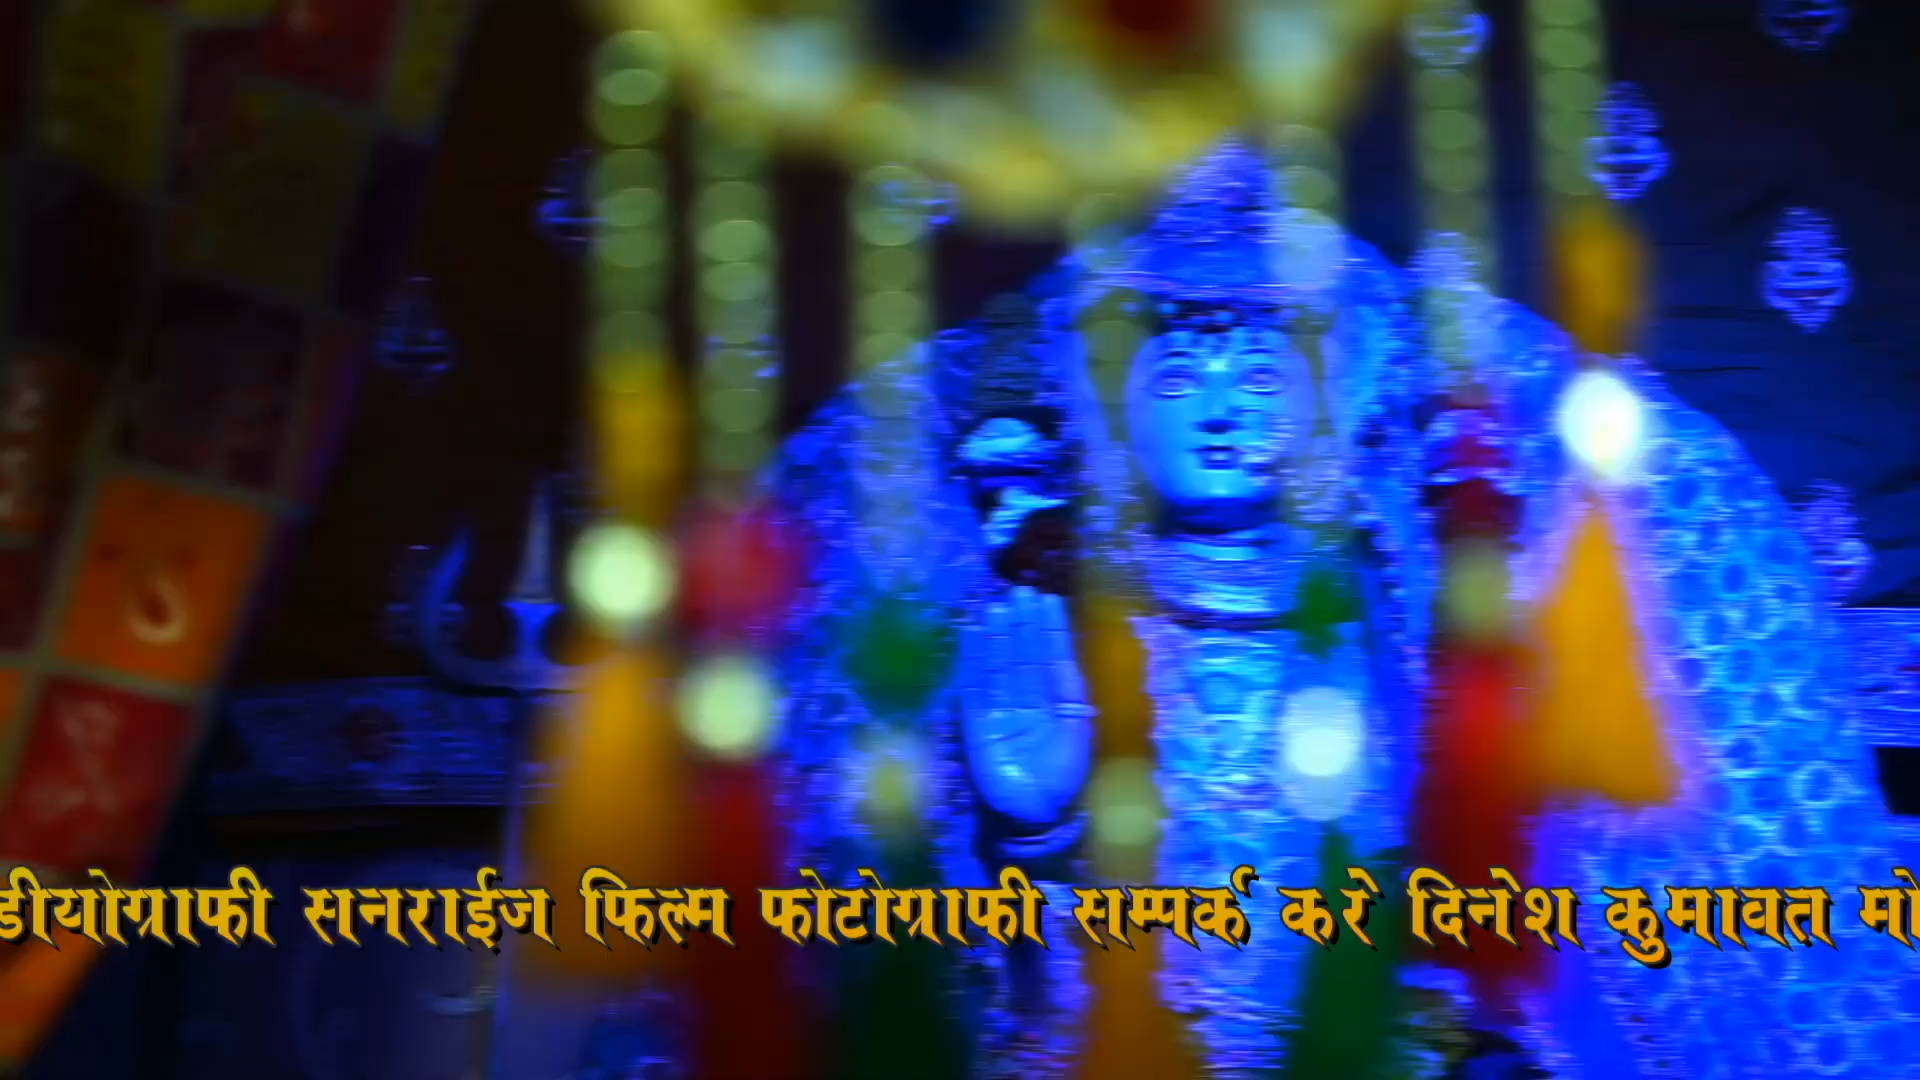 डीयोग्राफी सनराईज फिल्म फोटोग्राफी सम्पर्क करे दिनेश कुमावत मो